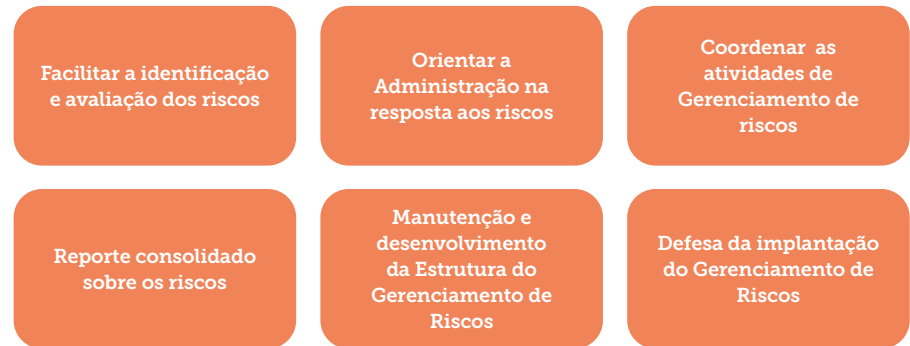 Facilitar a identificação
e avaliação dos riscos
Orientar a
Administração na
resposta aos riscos
Coordenar as
atividades de
Gerenciamento de
riscos
Reporte consolidado
sobre os riscos
Manutenção e
desenvolvimento
da Estrutura do
Gerenciamento de
Riscos
Defesa da implantação
do Gerenciamento de
Riscos